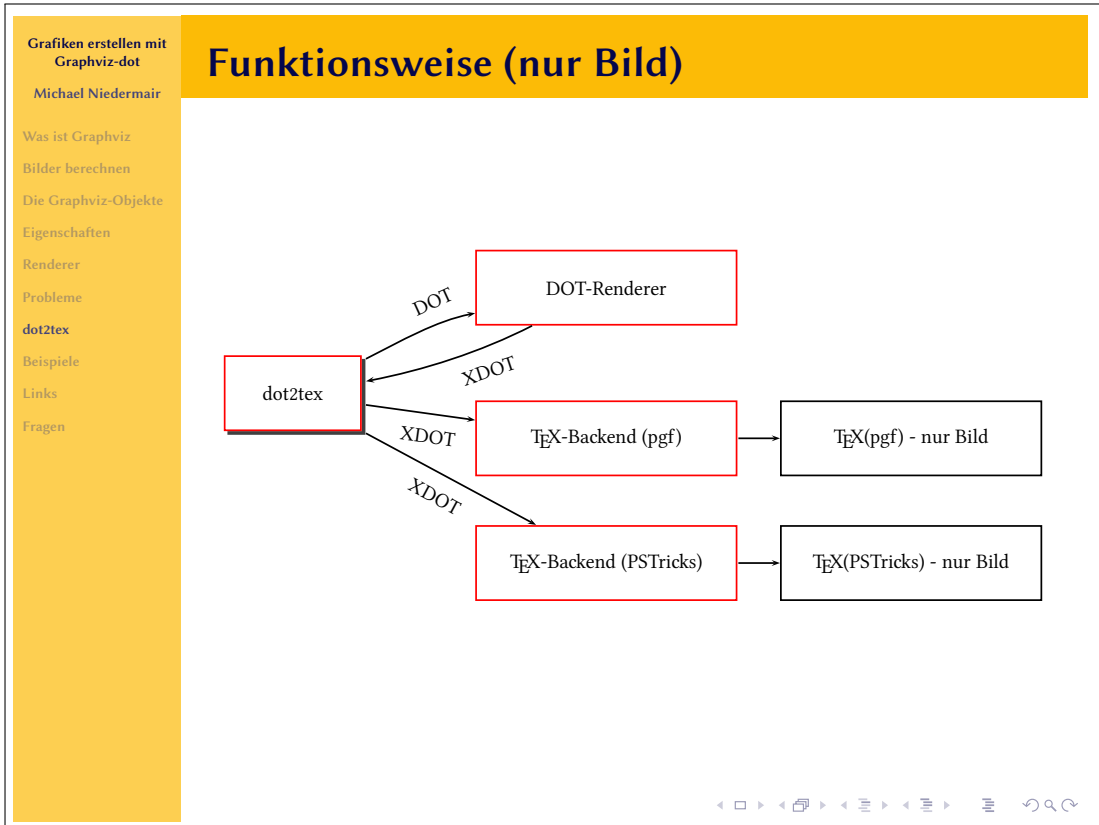 Grafiken erstellen mit
Graphviz-dot
Michael Niedermair
Was ist Graphviz
Bilder berechnen
Die Graphviz-Objekte
Eigenschaften
Renderer
Probleme
dot2tex
Beispiele
Links
Fragen
Funktionsweise (nur Bild)
DOT-Renderer
DOT
XDOT
dot2tex
XDOT
TEX-Backend (pgf)
TEX(pgf) - nur Bild
XDOT
TEX-Backend (PSTricks)
TEX(PSTricks) - nur Bild